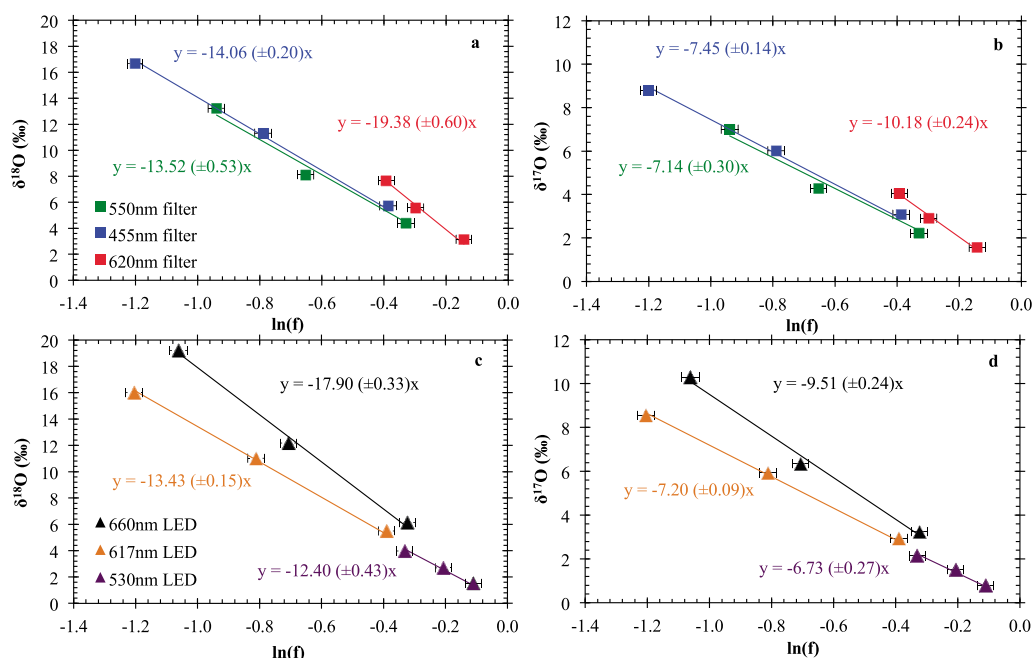 a
y = -14.06 (±0.20)x
y = -19.38 (±0.60)x
y = -13.52 (±0.53)x
550nm filter
455nm filter
620nm filter
δ¹⁸O (‰)
20
18
16
14
12
10
8
6
4
2
0
-1.4 -1.2 -1.0 -0.8 -0.6 -0.4 -0.2 0.0
ln(f)
b
y = -7.45 (±0.14)x
y = -10.18 (±0.24)x
y = -7.14 (±0.30)x
δ¹⁷O (‰)
12
10
8
6
4
2
0
-1.4 -1.2 -1.0 -0.8 -0.6 -0.4 -0.2 0.0
ln(f)
c
y = -17.90 (±0.33)x
y = -13.43 (±0.15)x
y = -12.40 (±0.43)x
660nm LED
617nm LED
530nm LED
δ¹⁸O (‰)
20
18
16
14
12
10
8
6
4
2
0
-1.4 -1.2 -1.0 -0.8 -0.6 -0.4 -0.2 0.0
ln(f)
d
y = -9.51 (±0.24)x
y = -7.20 (±0.09)x
y = -6.73 (±0.27)x
δ¹⁷O (‰)
12
10
8
6
4
2
0
-1.4 -1.2 -1.0 -0.8 -0.6 -0.4 -0.2 0.0
ln(f)